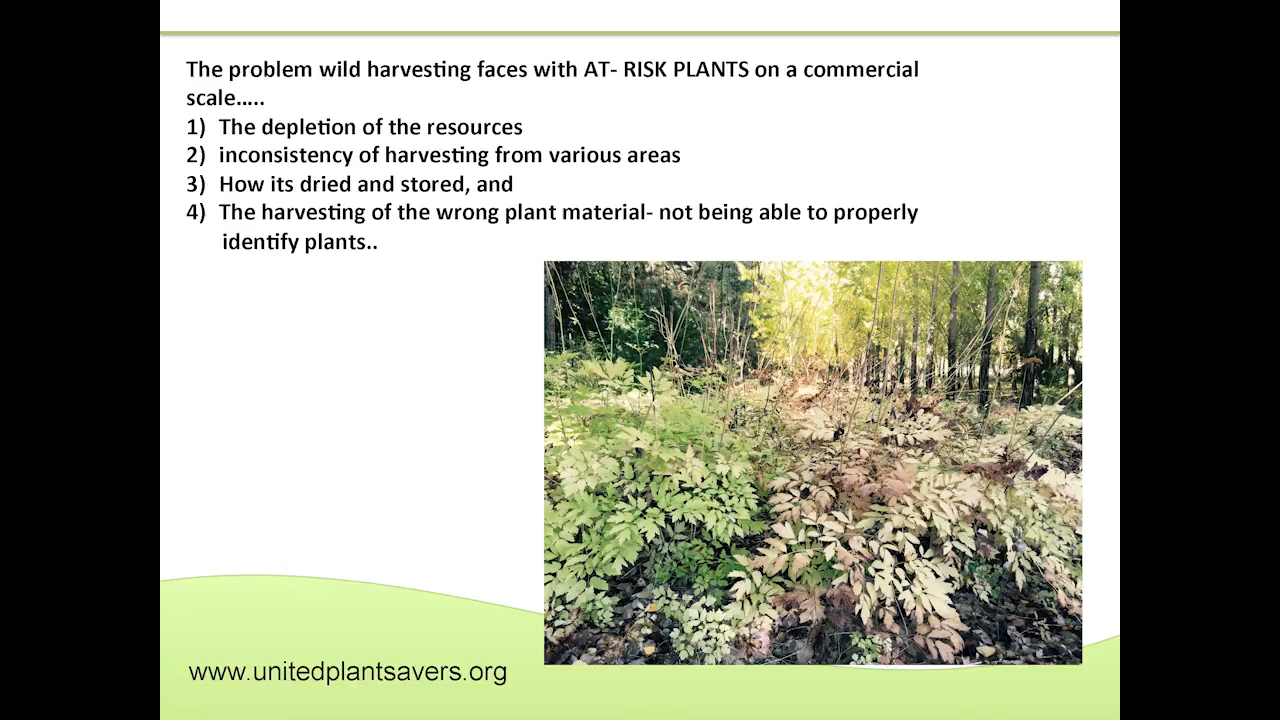 The problem wild harvesting faces with AT- RISK PLANTS on a commercial
scale…..
1) The depletion of the resources
2) inconsistency of harvesting from various areas
3) How its dried and stored, and
4) The harvesting of the wrong plant material- not being able to properly
identify plants..
www.unitedplantsavers.org